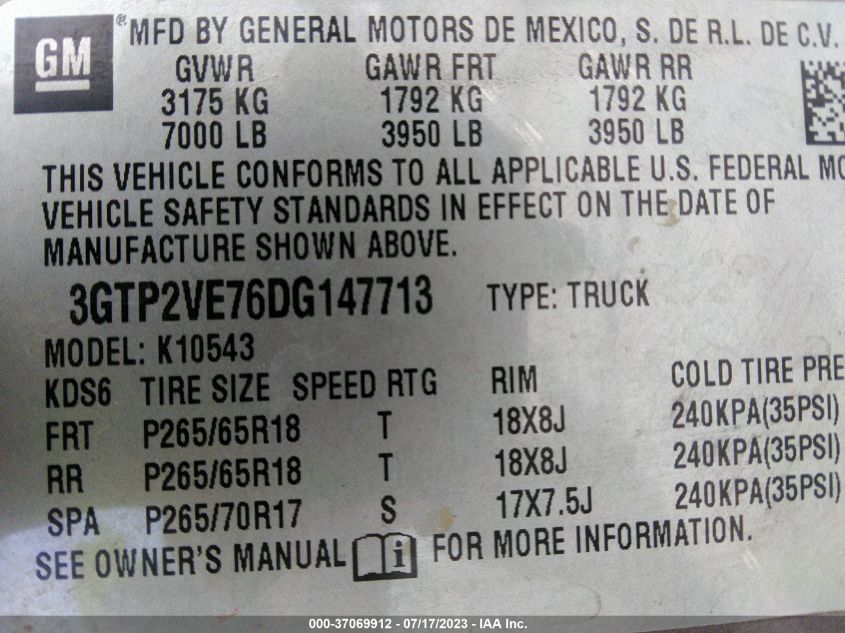 GM ® MFD BY GENERAL MOTORS DE MEXICO, S. DE R.L. DE C.V.
GVWR GAWR FRT GAWR RR
3175 KG 1792 KG 1792 KG
7000 LB 3950 LB 3950 LB
THIS VEHICLE CONFORMS TO ALL APPLICABLE U.S. FEDERAL MO
VEHICLE SAFETY STANDARDS IN EFFECT ON THE DATE OF
MANUFACTURE SHOWN ABOVE.
3GTP2VE76DG147713 TYPE: TRUCK
MODEL: K10543
KDS6 TIRE SIZE SPEED RTG RIM COLD TIRE PRE
FRT P265/65R18 T 18X8J 240KPA(35PSI)
RR P265/65R18 T 18X8J 240KPA(35PSI)
SPA P265/70R17 S 17X7.5J 240KPA(35PSI)
SEE OWNER'S MANUAL i FOR MORE INFORMATION.
000-37069912 - 07/17/2023 - IAA Inc.